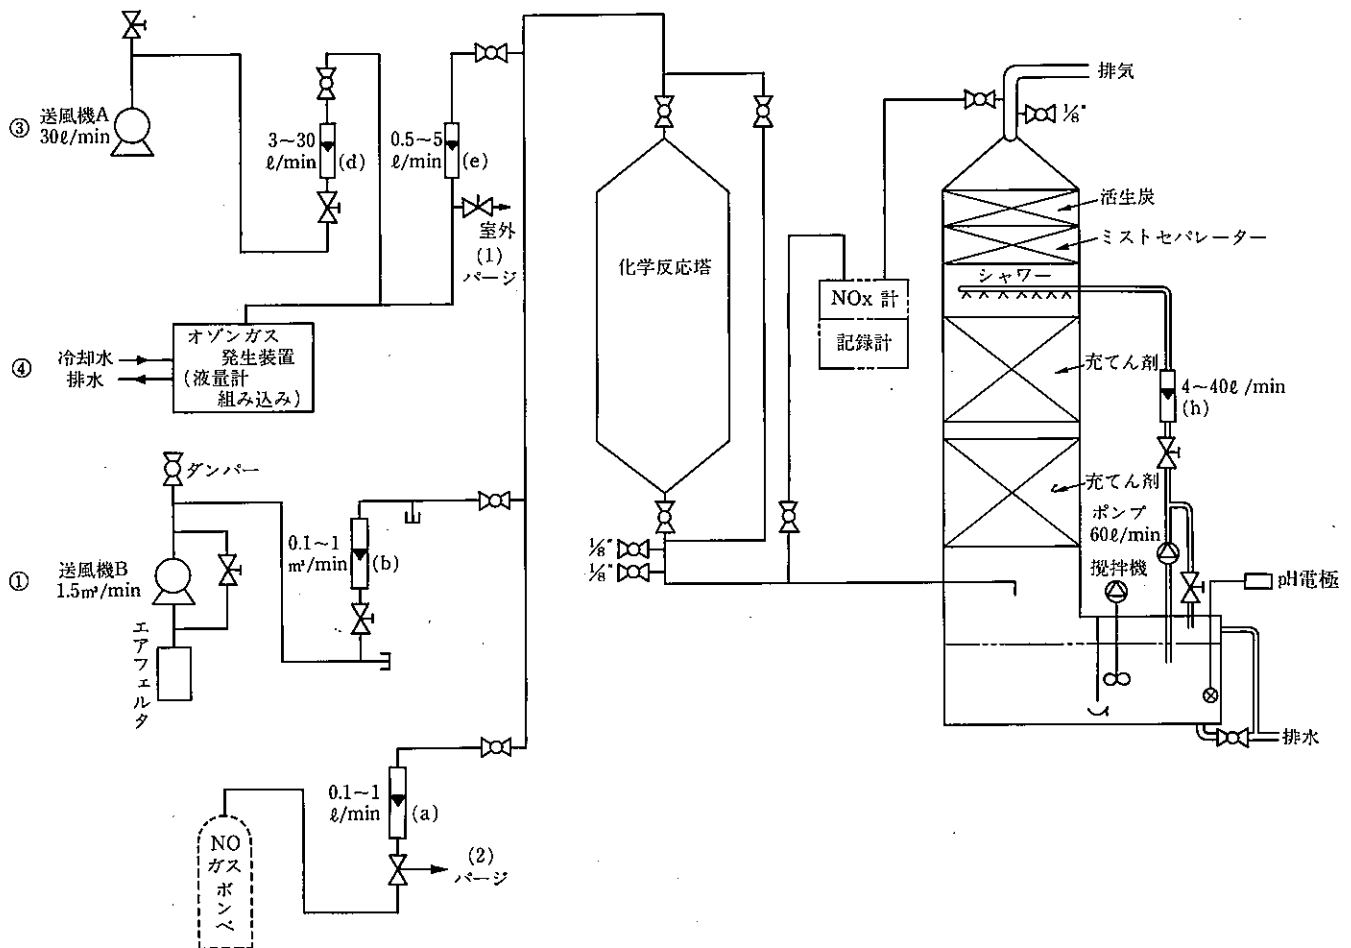 ③ 送風機A
30ℓ/min
3~30
ℓ/min
(d)
0.5~5
ℓ/min
(e)
室外
(1)
パージ
④ 冷却水
排水
オゾンガス
発生装置
(液量計
組み込み)
ダンパー
① 送風機B
1.5㎥/min
エアフェルタ
0.1~1
㎥/min
(b)
0.1~1
ℓ/min
(a)
(2)
パージ
NO
ガスボンベ
化学反応塔
1/8"
1/8"
NOx 計
記録計
排気
1/8"
活生炭
ミストセパレーター
シャワー
充てん剤
4~40ℓ/min
(h)
充てん剤
ポンプ
60ℓ/min
攪拌機
pH電極
排水